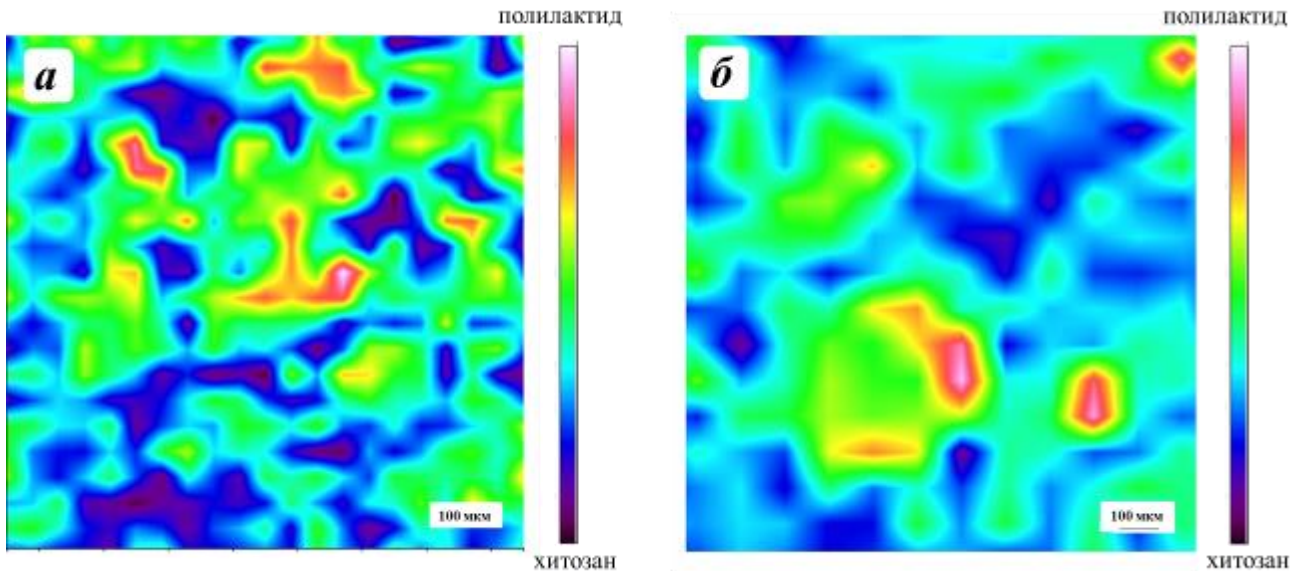 полилактид
а
100 мкм
хитозан
полилактид
б
100 мкм
хитозан